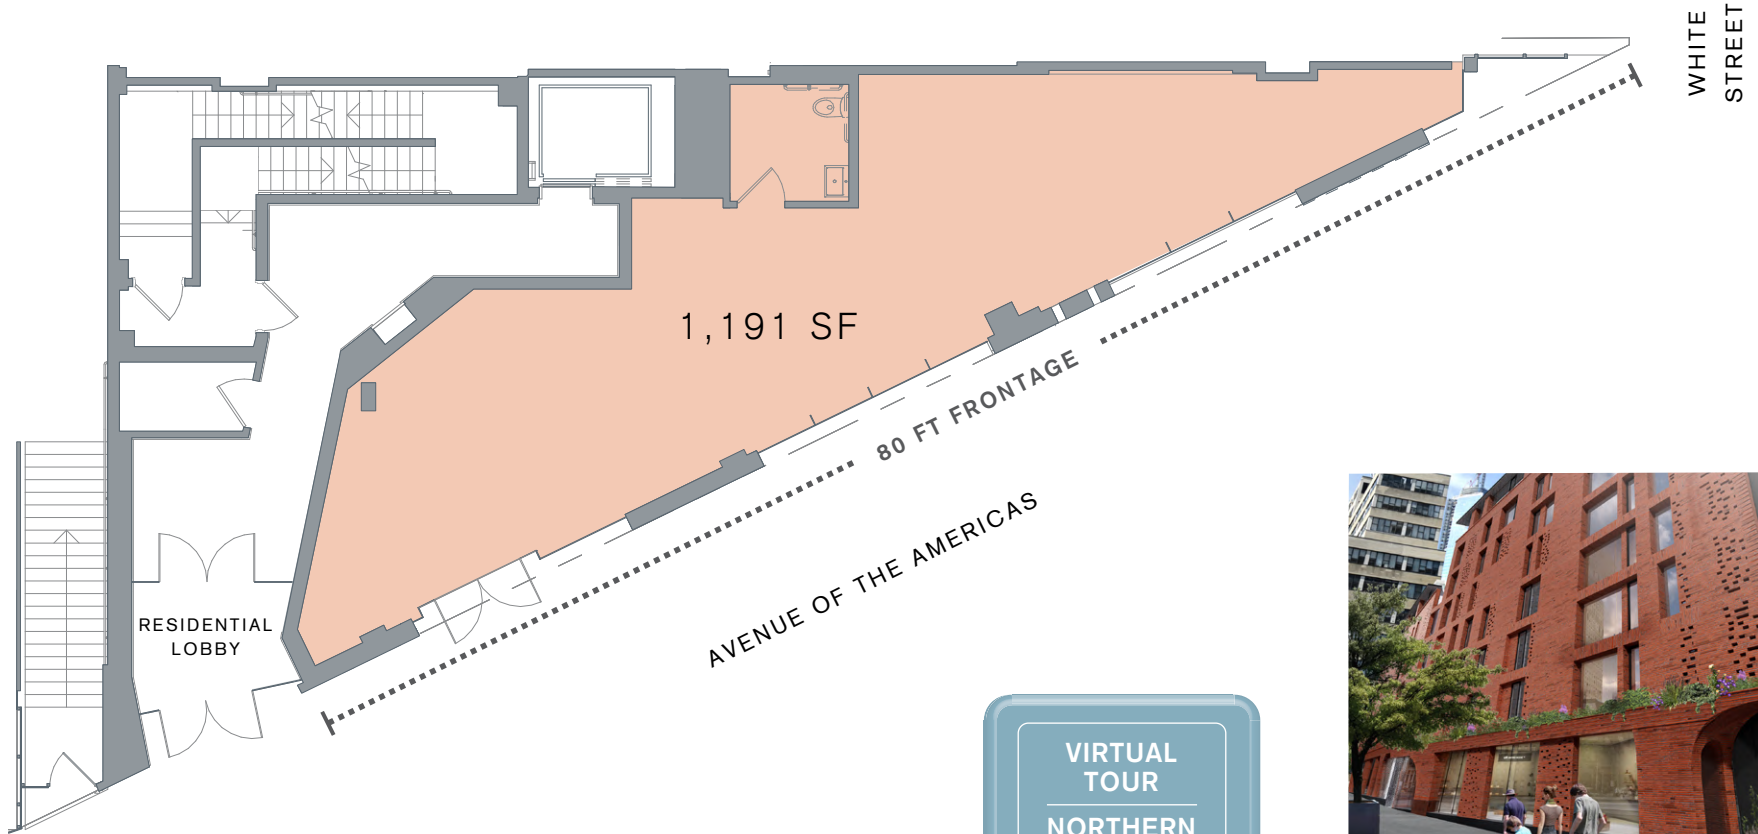 WHITE
STREET
1,191 SF
80 FT FRONTAGE
AVENUE OF THE AMERICAS
RESIDENTIAL
LOBBY
VIRTUAL
TOUR
NORTHERN